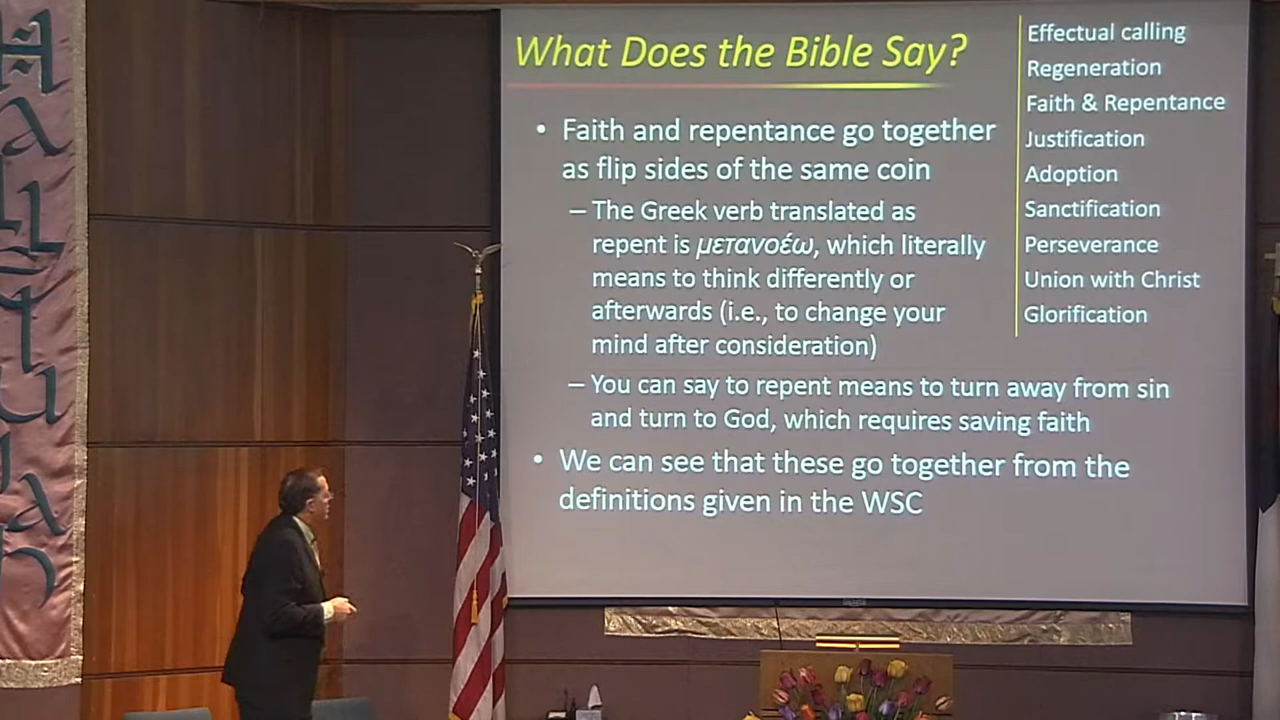 Halleluyah
What Does the Bible Say?
• Faith and repentance go together
as flip sides of the same coin
– The Greek verb translated as
repent is μετανοέω, which literally
means to think differently or
afterwards (i.e., to change your
mind after consideration)
– You can say to repent means to turn away from sin
and turn to God, which requires saving faith
• We can see that these go together from the
definitions given in the WSC
Effectual calling
Regeneration
Faith & Repentance
Justification
Adoption
Sanctification
Perseverance
Union with Christ
Glorification